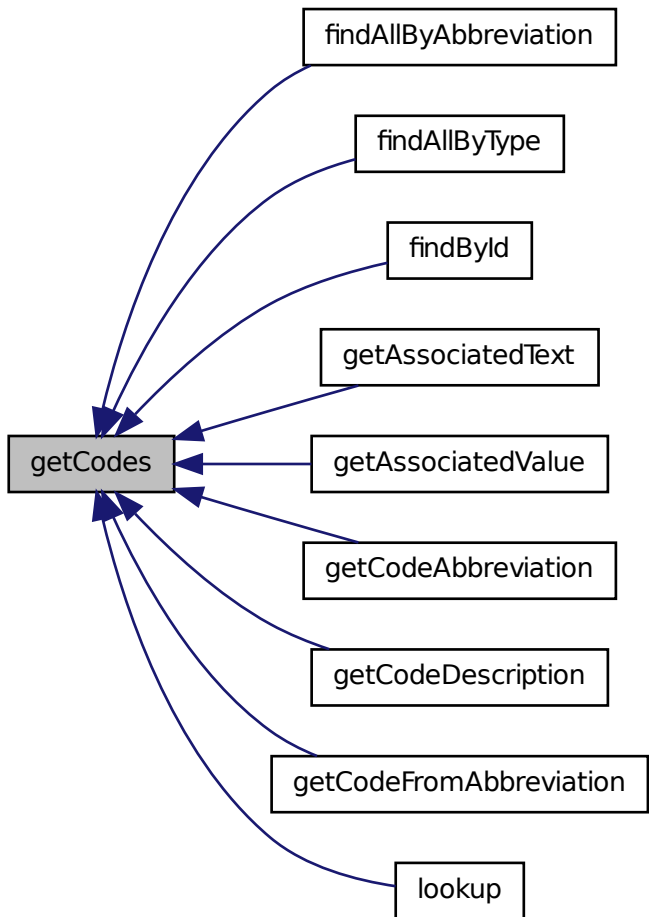 findAllByAbbreviation
findAllByType
findById
getAssociatedText
getCodes
getAssociatedValue
getCodeAbbreviation
getCodeDescription
getCodeFromAbbreviation
lookup